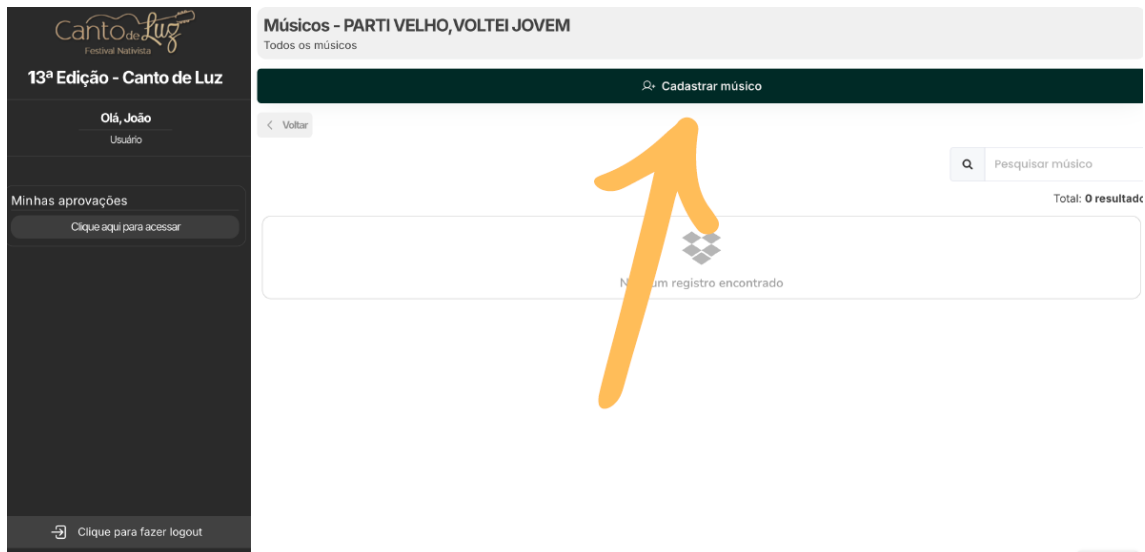 Canto de Luz
Festival Nativista
13ª Edição - Canto de Luz
Olá, João
Usuário
Minhas aprovações
Clique aqui para acessar
Clique para fazer logout
Músicos - PARTI VELHO,VOLTEI JOVEM
Todos os músicos
Cadastrar músico
Voltar
Pesquisar músico
Total: 0 resultado
registro encontrado